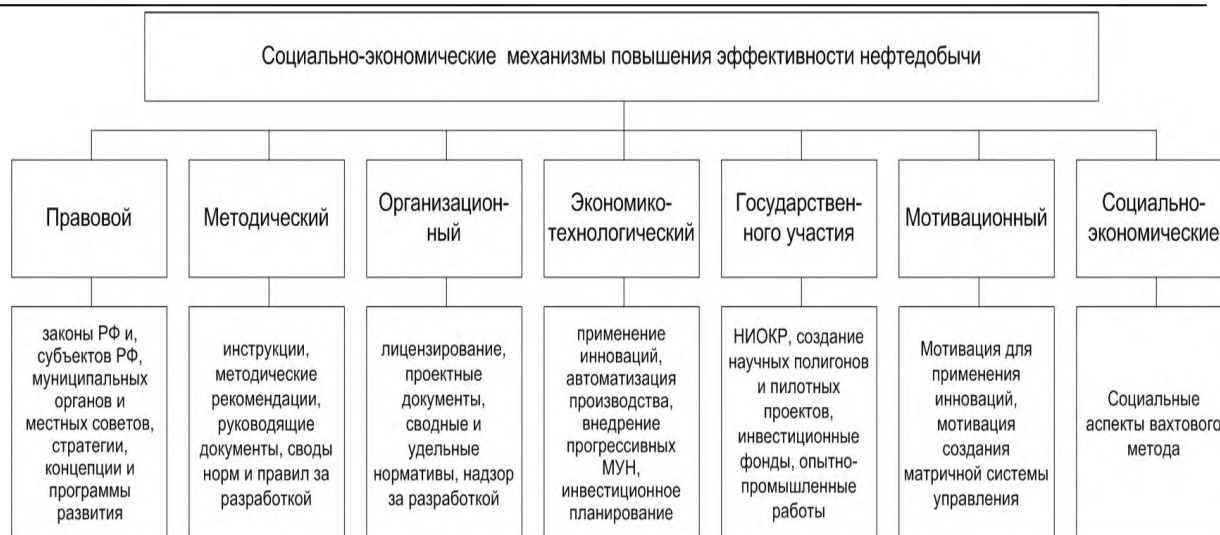 Социально-экономические механизмы повышения эффективности нефтедобычи
Правовой
Методический
Организацион-
ный
Экономико-
технологический
Государствен-
ного участия
Мотивационный
Социально-
экономические
законы РФ и,
субъектов РФ,
муниципальных
органов и
местных советов,
стратегии,
концепции и
программы
развития
инструкции,
методические
рекомендации,
руководящие
документы, своды
норм и правил за
разработкой
лицензирование,
проектные
документы,
сводные и
удельные
нормативы, надзор
за разработкой
применение
инноваций,
автоматизация
производства,
внедрение
прогрессивных
МУН,
инвестиционное
планирование
НИОКР, создание
научных полигонов
и пилотных
проектов,
инвестиционные
фонды, опытно-
промышленные
работы
Мотивация для
применения
инноваций,
мотивация
создания
матричной системы
управления
Социальные
аспекты вахтового
метода